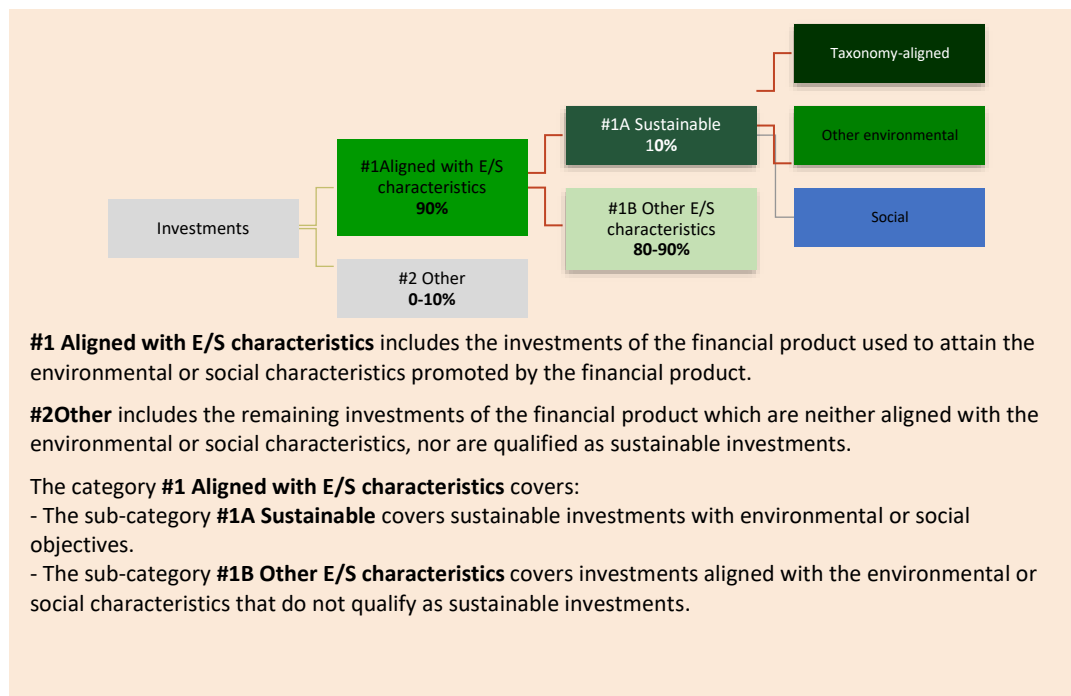 Taxonomy-aligned
#1A Sustainable
10%
Other environmental
#1Aligned with E/S
characteristics
90%
#1B Other E/S
characteristics
80-90%
Social
Investments
#2 Other
0-10%
#1 Aligned with E/S characteristics includes the investments of the financial product used to attain the
environmental or social characteristics promoted by the financial product.
#2Other includes the remaining investments of the financial product which are neither aligned with the
environmental or social characteristics, nor are qualified as sustainable investments.
The category #1 Aligned with E/S characteristics covers:
- The sub-category #1A Sustainable covers sustainable investments with environmental or social
objectives.
- The sub-category #1B Other E/S characteristics covers investments aligned with the environmental or
social characteristics that do not qualify as sustainable investments.